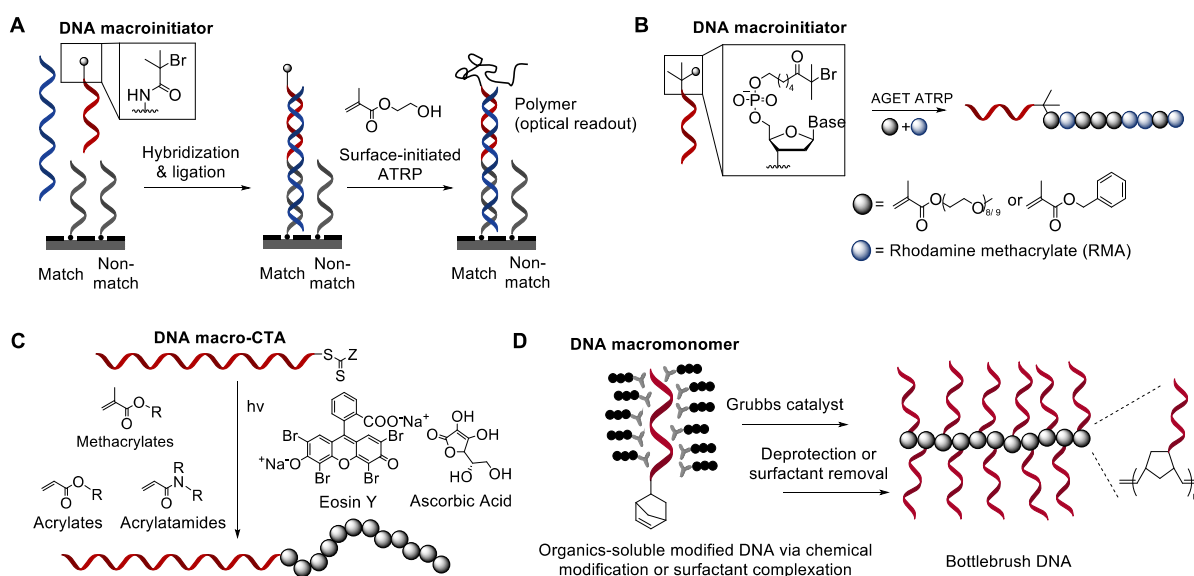 A
DNA macroinitiator
Br
HN
O
Hybridization
& ligation
O
O
OH
Surface-initiated
ATRP
Polymer
(optical readout)
Match
Non-
match
Match
Non-
match
Match
Non-
match
B
DNA macroinitiator
O
Br
O
4
⁻O-P=O
O
O
Base
AGET ATRP
+
= O O O 8/ 9 or O O
= Rhodamine methacrylate (RMA)
C
DNA macro-CTA
S Z
S
hv
O R
O
Methacrylates
O R
O
Acrylates
R
N R
O
Acrylatamides
COO⁻Na⁺
Br Br
⁺Na⁻O O O
Br Br
Eosin Y
HO OH
O O
HO OH
Ascorbic Acid
D
DNA macromonomer
Grubbs catalyst
Deprotection or
surfactant removal
Organics-soluble modified DNA via chemical
modification or surfactant complexation
Bottlebrush DNA